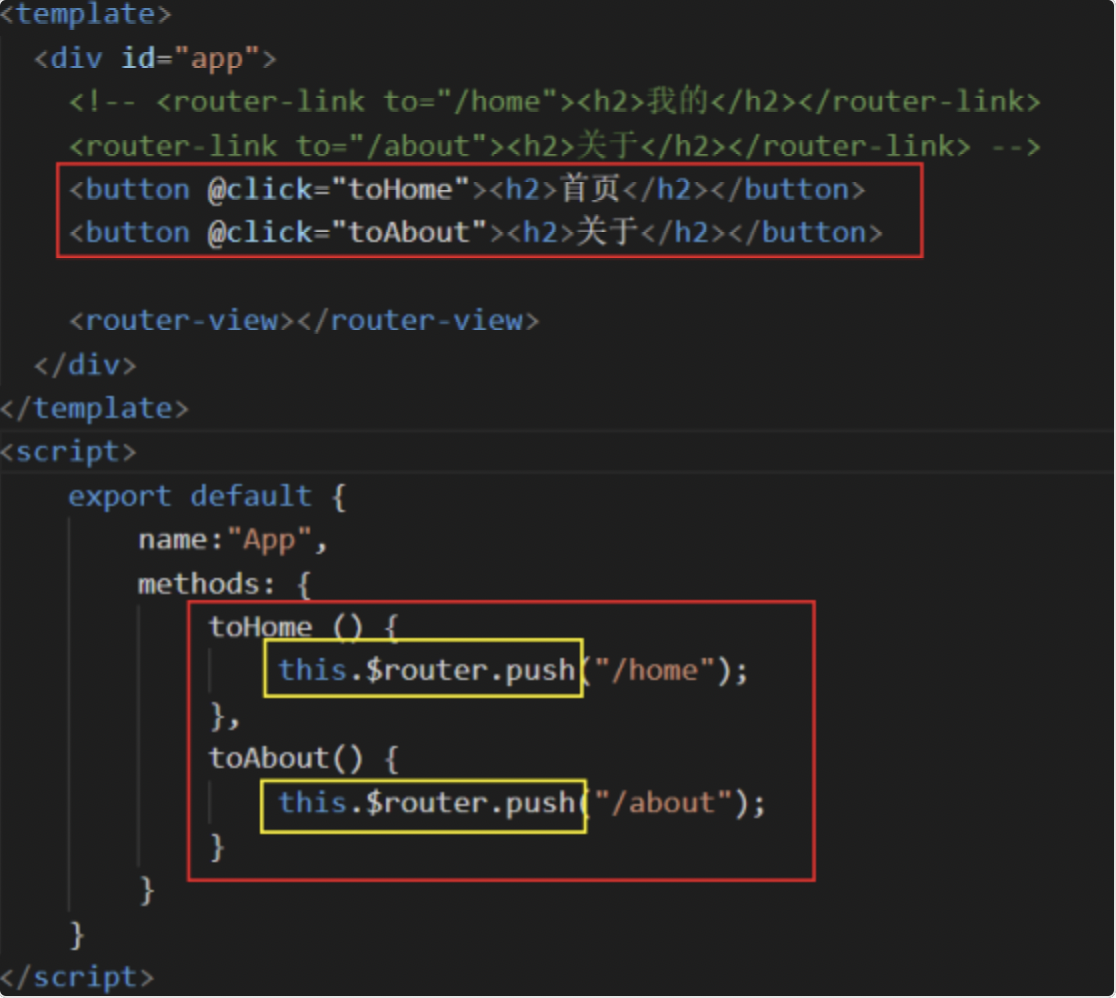 <template>
  <div id="app">
    <!-- <router-link to="/home"><h2>我的</h2></router-link>
    <router-link to="/about"><h2>关于</h2></router-link> -->
    <button @click="toHome"><h2>首页</h2></button>
    <button @click="toAbout"><h2>关于</h2></button>
    <router-view></router-view>
  </div>
</template>
<script>
    export default {
        name:"App",
        methods: {
            toHome () {
                this.$router.push("/home");
            },
            toAbout() {
                this.$router.push("/about");
            }
        }
    }
</script>